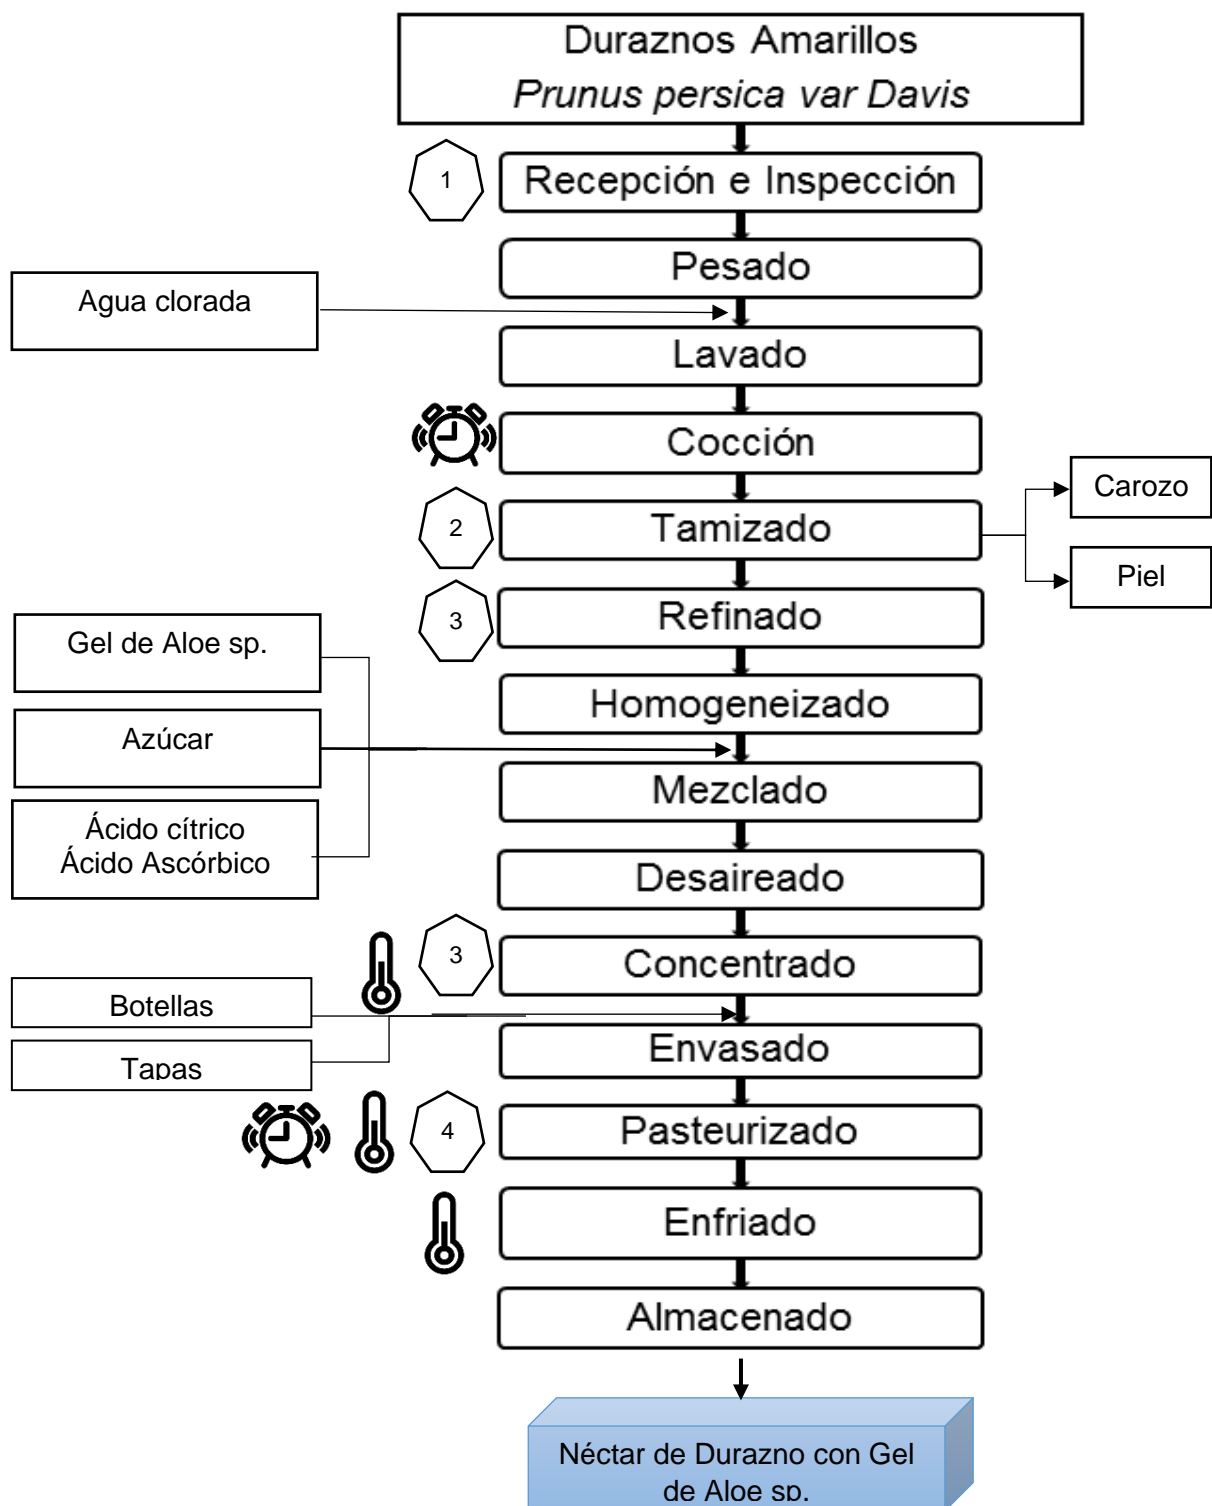 Duraznos Amarillos
Prunus persica var Davis
1
Recepción e Inspección
Pesado
Agua clorada
Lavado
Cocción
2
Tamizado
Carozo
Piel
3
Refinado
Gel de Aloe sp.
Homogeneizado
Azúcar
Mezclado
Ácido cítrico
Ácido Ascórbico
Desaireado
3
Concentrado
Botellas
Tapas
Envasado
4
Pasteurizado
Enfriado
Almacenado
Néctar de Durazno con Gel
de Aloe sp.